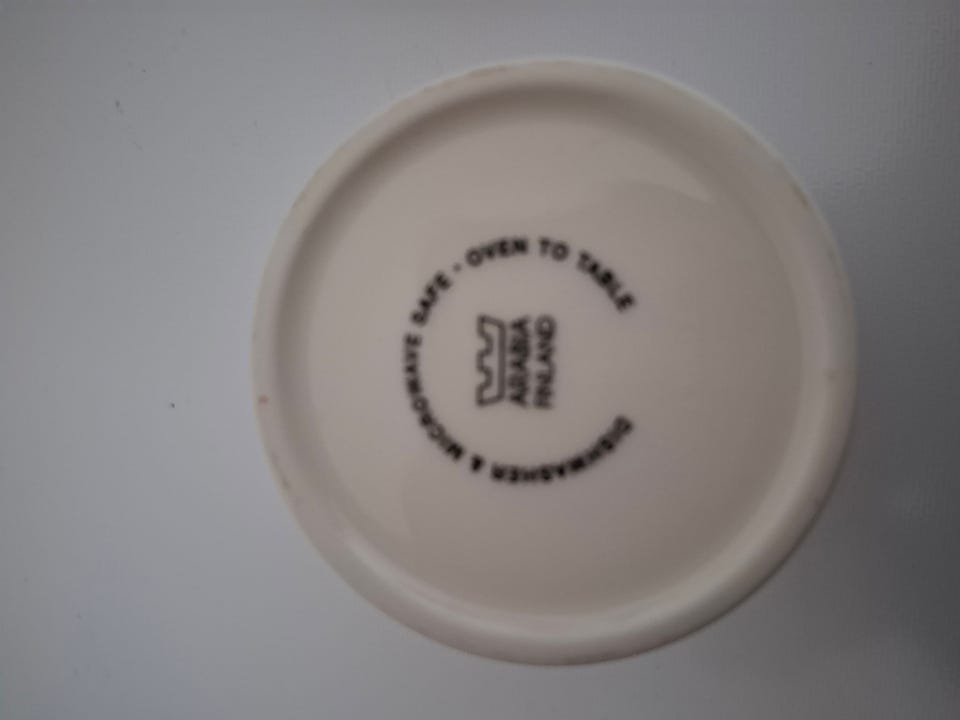 DISHWASHER & MICROWAVE SAFE - OVEN TO TABLE
ARABIA
FINLAND